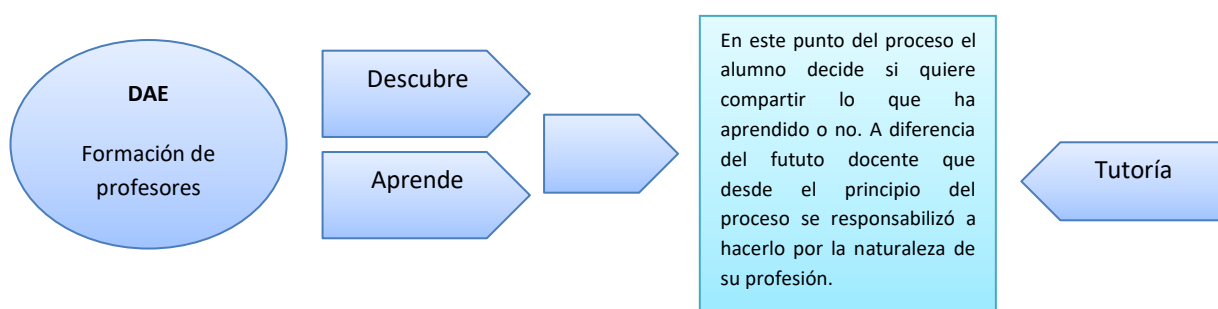 DAE
Formación de
profesores
Descubre
Aprende
En este punto del proceso el
alumno decide si quiere
compartir lo que ha
aprendido o no. A diferencia
del fututo docente que
desde el principio del
proceso se responsabilizó a
hacerlo por la naturaleza de
su profesión.
Tutoría